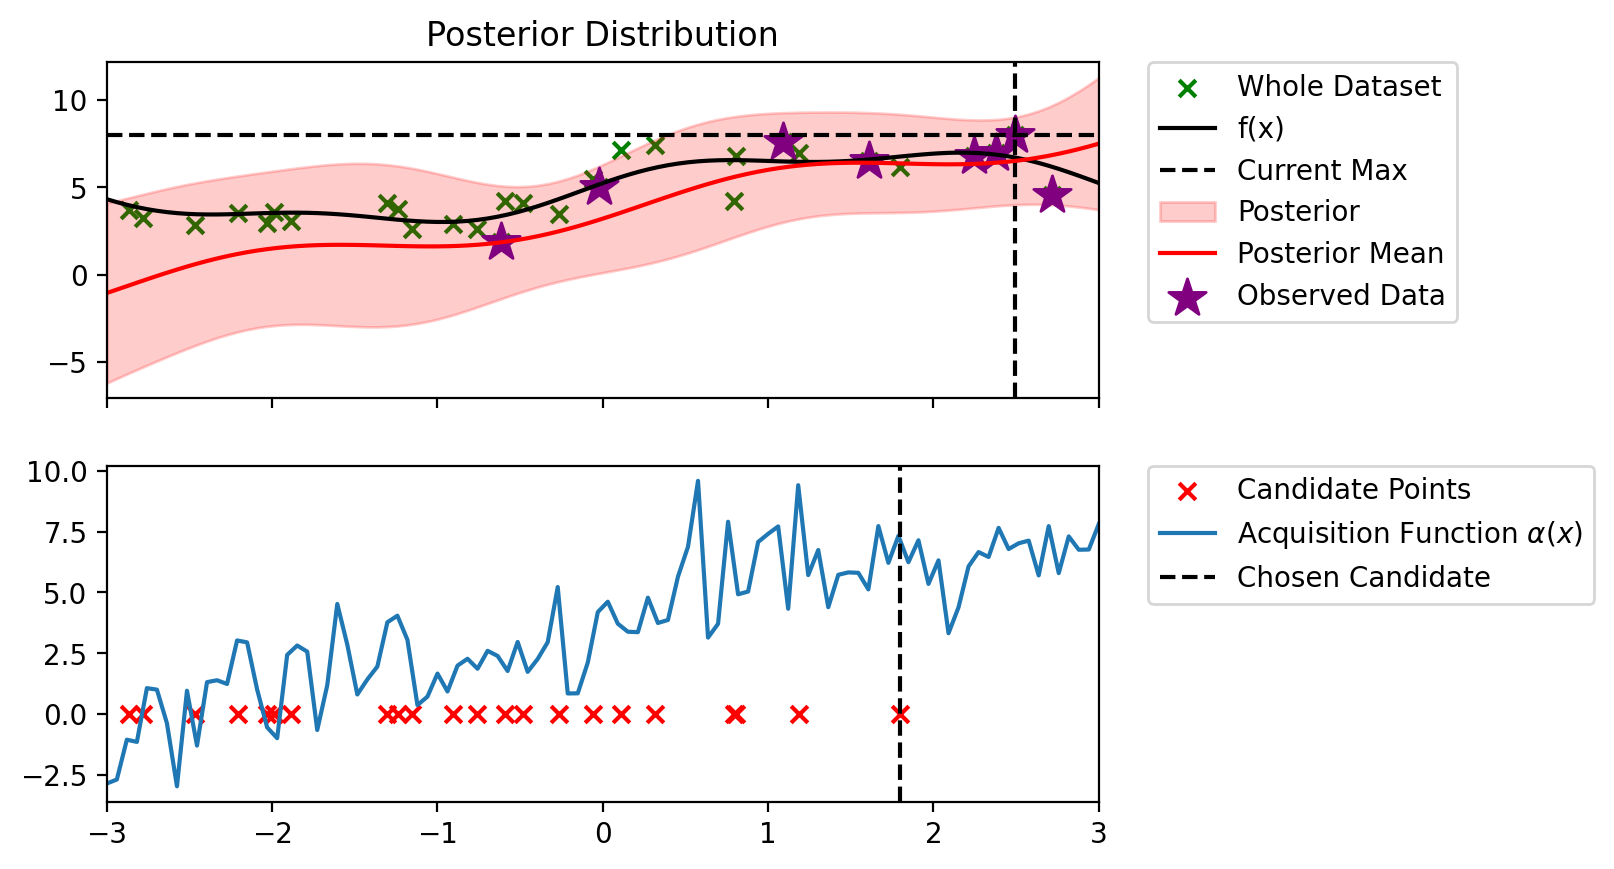 Posterior Distribution
10
5
0
−5
Whole Dataset
f(x)
Current Max
Posterior
Posterior Mean
Observed Data
10.0
7.5
5.0
2.5
0.0
−2.5
−3 −2 −1 0 1 2 3
Candidate Points
Acquisition Function α(x)
Chosen Candidate